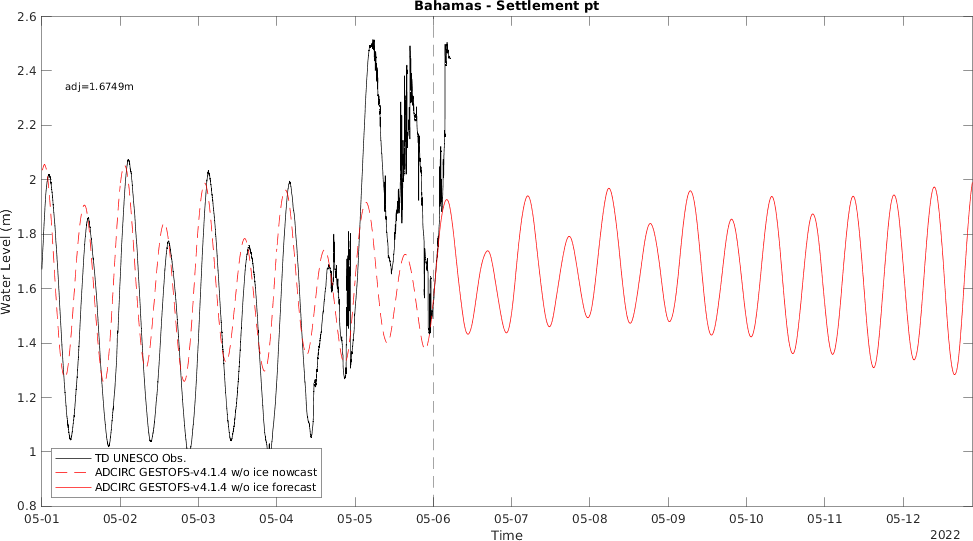 Bahamas - Settlement pt
2.6
2.4
adj=1.6749m
2.2
2
1.8
Water Level (m)
1.6
1.4
1.2
1
TD UNESCO Obs.
ADCIRC GESTOFS-v4.1.4 w/o ice nowcast
ADCIRC GESTOFS-v4.1.4 w/o ice forecast
0.8
05-01 05-02 05-03 05-04 05-05 05-06 05-07 05-08 05-09 05-10 05-11 05-12
Time
2022